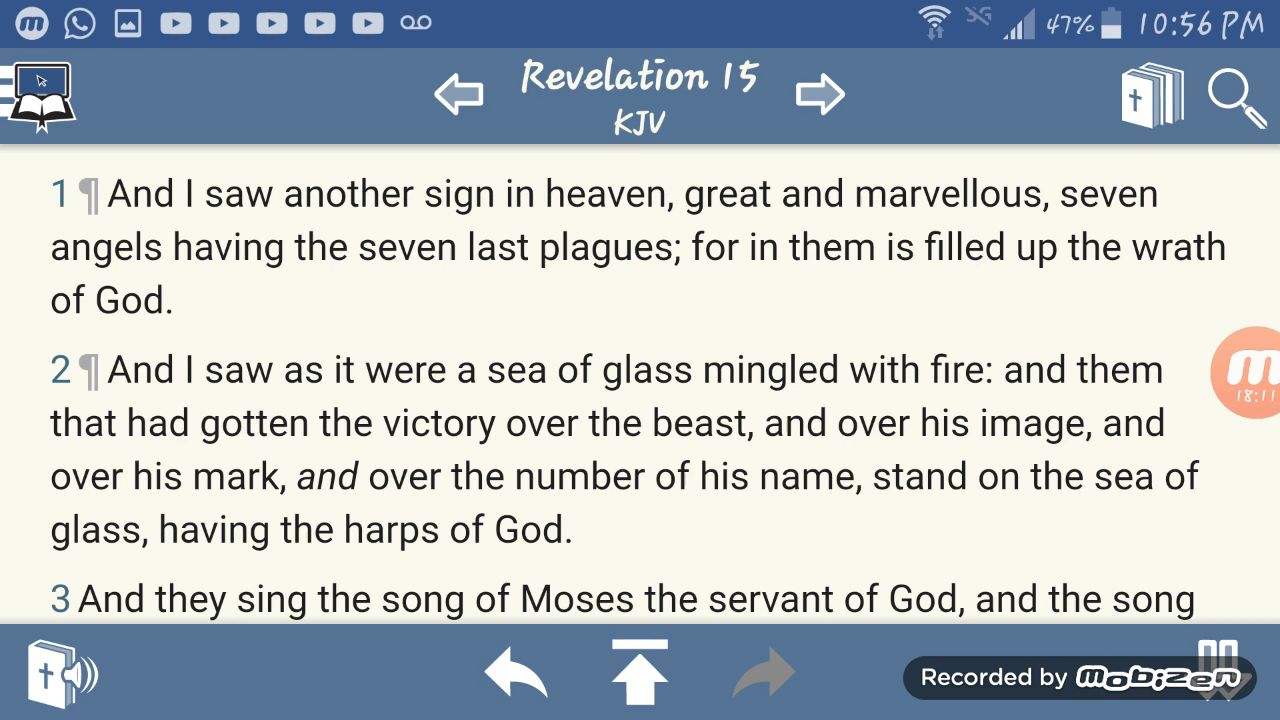 47% 10:56 PM
Revelation 15
KJV
1 ¶ And I saw another sign in heaven, great and marvellous, seven
angels having the seven last plagues; for in them is filled up the wrath
of God.
2 ¶ And I saw as it were a sea of glass mingled with fire: and them
that had gotten the victory over the beast, and over his image, and
over his mark, and over the number of his name, stand on the sea of
glass, having the harps of God.
18:11
3 And they sing the song of Moses the servant of God, and the song
Recorded by mobizen